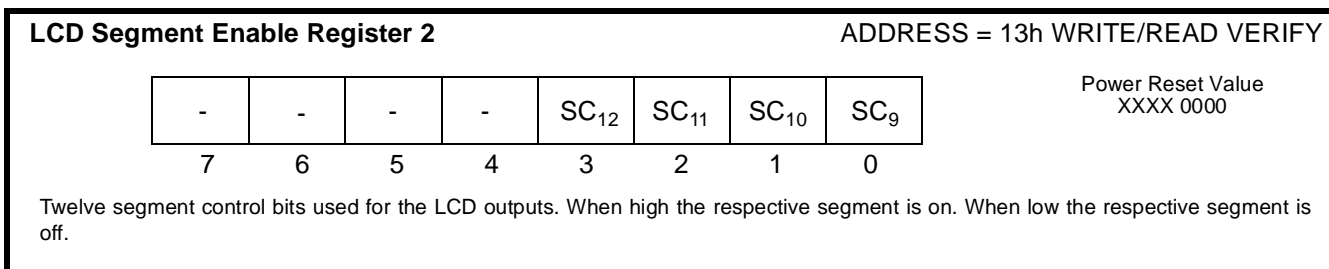 LCD Segment Enable Register 2 ADDRESS = 13h WRITE/READ VERIFY
Power Reset Value
XXXX 0000
- - - - SC12 SC11 SC10 SC9
7 6 5 4 3 2 1 0
Twelve segment control bits used for the LCD outputs. When high the respective segment is on. When low the respective segment is
off.